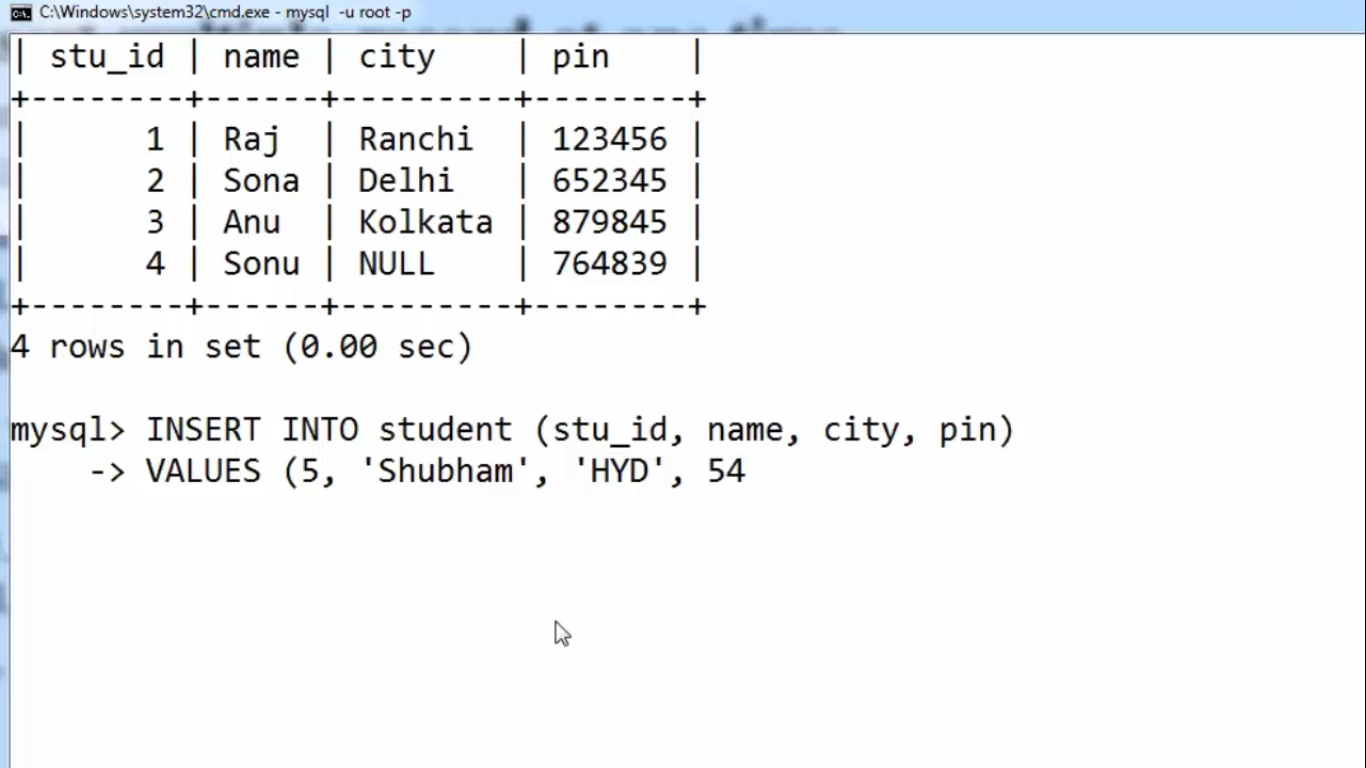 C:\Windows\system32\cmd.exe - mysql  -u root -p
| stu_id | name | city    | pin    |
+--------+------+---------+--------+
|      1 | Raj  | Ranchi  | 123456 |
|      2 | Sona | Delhi   | 652345 |
|      3 | Anu  | Kolkata | 879845 |
|      4 | Sonu | NULL    | 764839 |
+--------+------+---------+--------+
4 rows in set (0.00 sec)
mysql> INSERT INTO student (stu_id, name, city, pin)
    -> VALUES (5, 'Shubham', 'HYD', 54